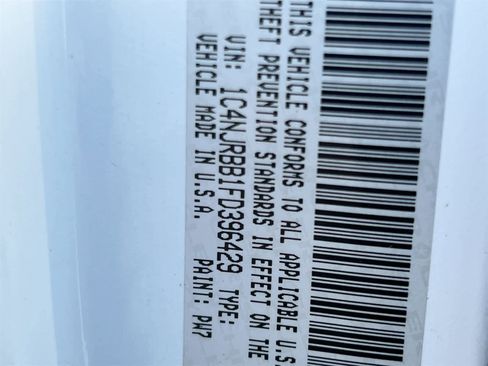 THIS VEHICLE CONFORMS TO ALL APPLICABLE U.S.
THEFT PREVENTION STANDARDS IN EFFECT ON THE
VIN: 1C4NJRBB1FD396429 TYPE:
VEHICLE MADE IN U.S.A. PAINT: PW7